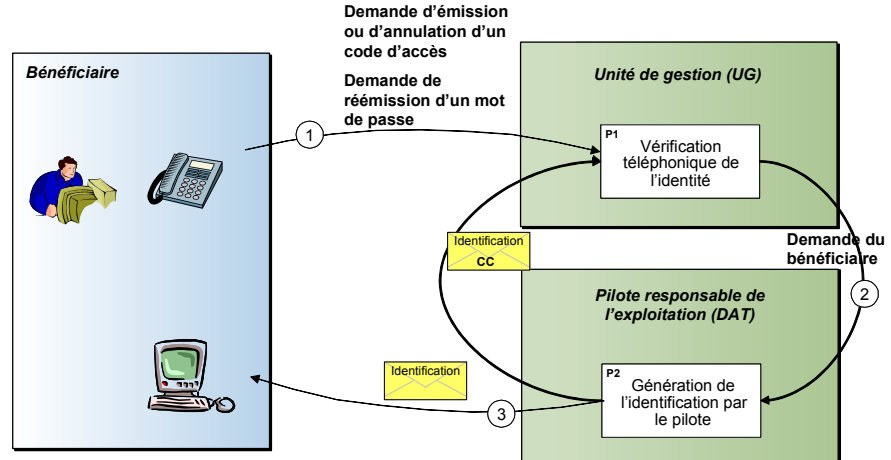 Demande d'émission
ou d'annulation d'un
code d'accès
Demande de
réémission d'un mot
de passe
Bénéficiaire
1
Unité de gestion (UG)
P1
Vérification
téléphonique de
l'identité
Identification
CC
Demande du
bénéficiaire
2
Pilote responsable de
l'exploitation (DAT)
P2
Génération de
l'identification par
le pilote
Identification
3